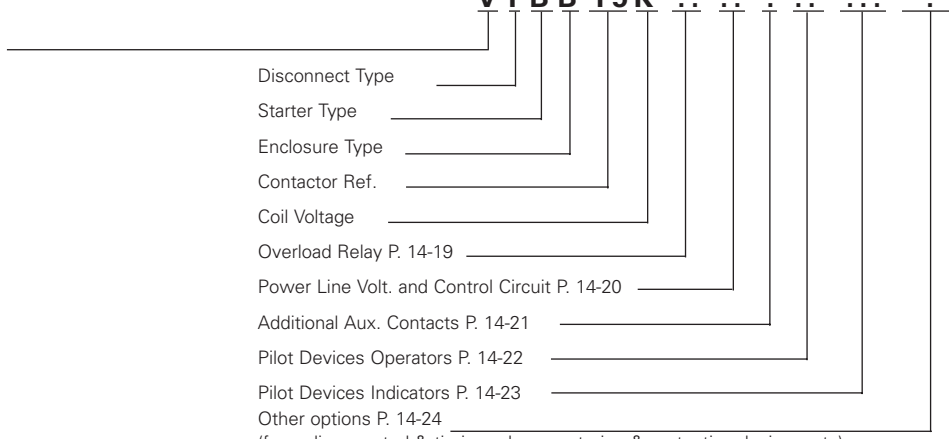 Disconnect Type
Starter Type
Enclosure Type
Contactor Ref.
Coil Voltage
Overload Relay P. 14-19
Power Line Volt. and Control Circuit P. 14-20
Additional Aux. Contacts P. 14-21
Pilot Devices Operators P. 14-22
Pilot Devices Indicators P. 14-23
Other options P. 14-24